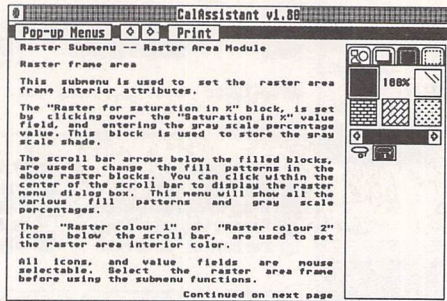 CalAssistant v1.00
Pop-up Menus Print
Raster Submenu -- Raster Area Module
Raster frame area
This submenu is used to set the raster area
frame interior attributes.
The "Raster for saturation in %" block, is set
by clicking over the "Saturation in %" value
field, and entering the gray scale percentage
value. This block is used to store the gray
scale shade.
The scroll bar arrows below the filled blocks,
are used to change the fill patterns in the
above raster blocks. You can click within the
center of the scroll bar to display the raster
menu dialog box. This menu will show all the
various fill patterns and gray scale
percentages.
The "Raster colour 1" or "Raster colour 2"
icons below the scroll bar, are used to set
the raster area interior color.
All icons, and value fields are mouse
selectable. Select the raster area frame
before using the submenu functions.
Continued on next page
100%